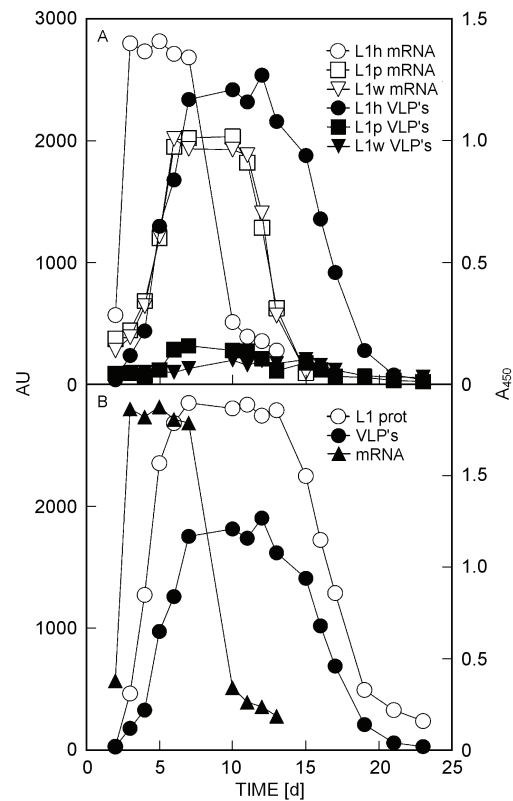 3000
A
1.5
L1h mRNA
L1p mRNA
L1w mRNA
L1h VLP's
L1p VLP's
L1w VLP's
2000
1.0
1000
0.5
0
0
AU
A450
B
L1 prot
VLP's
mRNA
2000
1.5
1.0
1000
0.5
0
0
0 5 10 15 20 25
TIME [d]